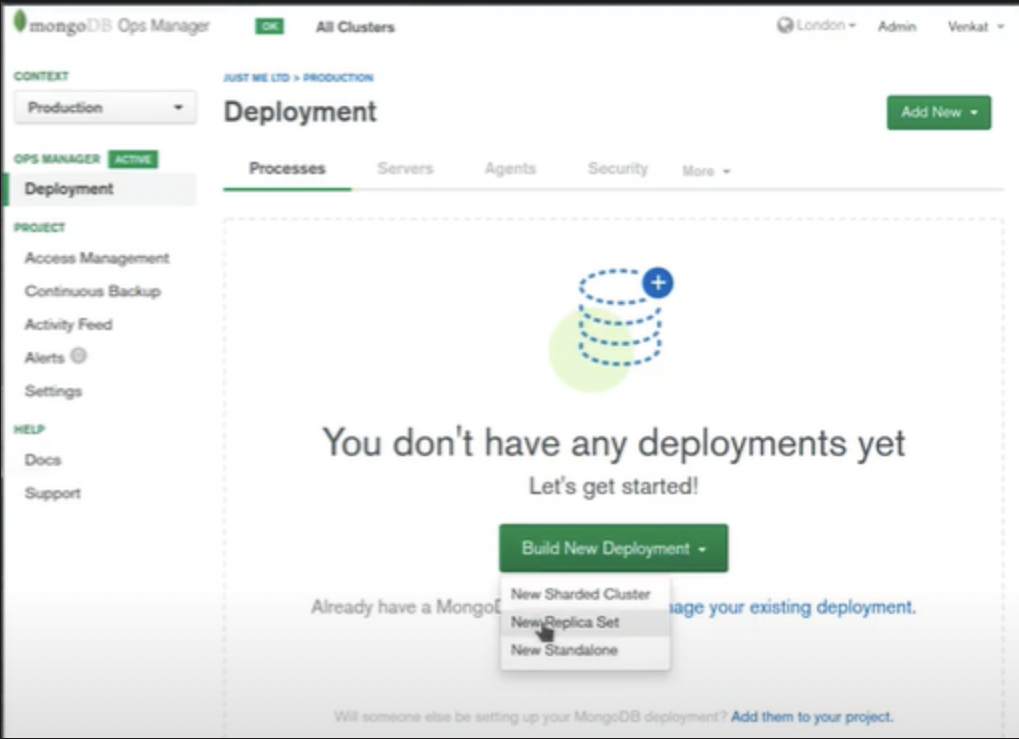 mongoDB Ops Manager
OK
All Clusters
London
Admin
Venkat
CONTEXT
Production
OPS MANAGER ACTIVE
Deployment
PROJECT
Access Management
Continuous Backup
Activity Feed
Alerts
Settings
HELP
Docs
Support
JUST ME LTD > PRODUCTION
Deployment
Add New
Processes Servers Agents Security More
You don't have any deployments yet
Let's get started!
Build New Deployment
New Sharded Cluster
Already have a your existing deployment.
New Replica Set
New Standalone
Will someone else be setting up your MongoDB deployment? Add them to your project.